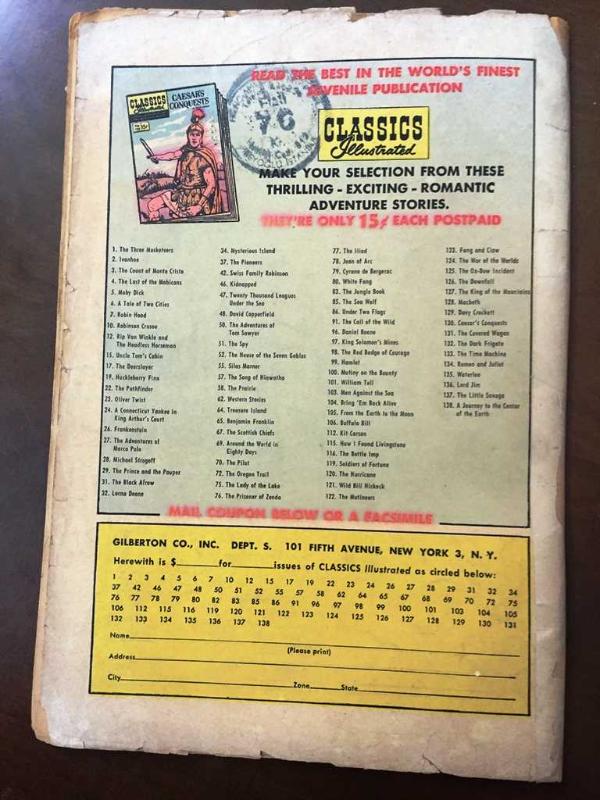 READ THE BEST IN THE WORLD'S FINEST
JUVENILE PUBLICATION
CLASSICS
Illustrated
CAESAR'S
CONQUESTS
CLASSICS
Illustrated
MAKE YOUR SELECTION FROM THESE
THRILLING - EXCITING - ROMANTIC
ADVENTURE STORIES.
THEY'RE ONLY 15¢ EACH POSTPAID
1. The Three Musketeers
2. Ivanhoe
3. The Count of Monte Cristo
4. The Last of the Mohicans
5. Moby Dick
6. A Tale of Two Cities
7. Robin Hood
10. Robinson Crusoe
12. Rip Van Winkle and
The Headless Horseman
15. Uncle Tom's Cabin
17. The Deerslayer
19. Huckleberry Finn
22. The Pathfinder
23. Oliver Twist
24. A Connecticut Yankee in
King Arthur's Court
26. Frankenstein
27. The Adventures of
Marco Polo
28. Michael Strogoff
29. The Prince and the Pauper
31. The Black Arrow
32. Lorna Doone
34. Mysterious Island
37. The Pioneers
42. Swiss Family Robinson
46. Kidnapped
47. Twenty Thousand Leagues
Under the Sea
48. David Copperfield
50. The Adventures of
Tom Sawyer
51. The Spy
52. The House of the Seven Gables
55. Silas Marner
57. The Song of Hiawatha
58. The Prairie
62. Western Stories
64. Treasure Island
65. Benjamin Franklin
67. The Scottish Chiefs
69. Around the World in
Eighty Days
70. The Pilot
72. The Oregon Trail
75. The Lady of the Lake
76. The Prisoner of Zenda
77. The Iliad
78. Joan of Arc
79. Cyrano de Bergerac
80. White Fang
83. The Jungle Book
85. The Sea Wolf
86. Under Two Flags
91. The Call of the Wild
96. Daniel Boone
97. King Solomon's Mines
98. The Red Badge of Courage
99. Hamlet
100. Mutiny on the Bounty
101. William Tell
103. Men Against the Sea
104. Bring 'Em Back Alive
105. From the Earth to the Moon
106. Buffalo Bill
112. Kit Carson
115. How I Found Livingstone
116. The Bottle Imp
119. Soldiers of Fortune
120. The Hurricane
121. Wild Bill Hickock
122. The Mutineers
123. Fang and Claw
124. The War of the Worlds
125. The Ox-Bow Incident
126. The Downfall
127. The King of the Mountains
128. Macbeth
129. Davy Crockett
130. Caesar's Conquests
131. The Covered Wagon
132. The Dark Frigate
133. The Time Machine
134. Romeo and Juliet
135. Waterloo
136. Lord Jim
137. The Little Savage
138. A Journey to the Center
of the Earth
MAIL COUPON BELOW OR A FACSIMILE
GILBERTON CO., INC. DEPT. S. 101 FIFTH AVENUE, NEW YORK 3, N. Y.
Herewith is $ for issues of CLASSICS Illustrated as circled below:
1 2 3 4 5 6 7 10 12 15 17 19 22 23 24 26 27 28 29 31 32 34
37 42 46 47 48 50 51 52 55 57 58 62 64 65 67 68 69 70 72 75
76 77 78 79 80 82 83 85 86 91 96 97 98 99 100 101 103 104 105
106 112 115 116 119 120 121 122 123 124 125 126 127 128 129 130 131
132 133 134 135 136 137 138
Name
(Please print)
Address
City Zone State